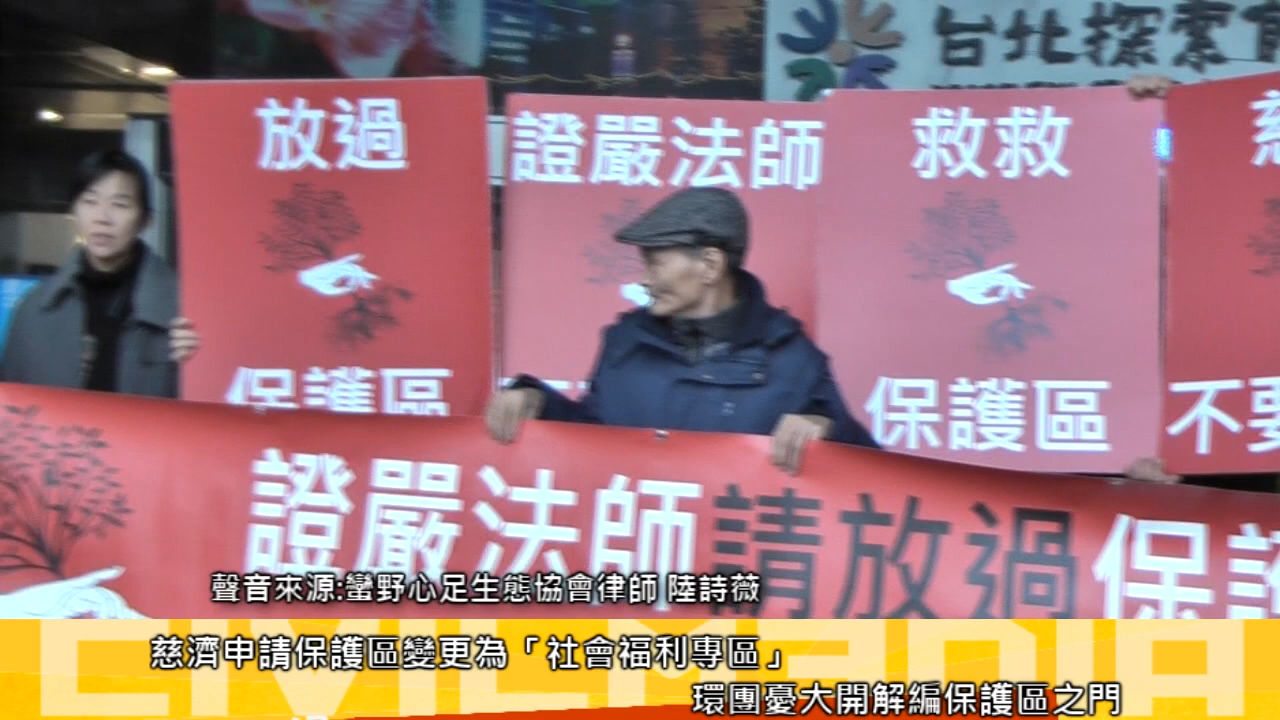 台北探索
放過
保護區
證嚴法師
救救
保護區
不要
證嚴法師請放過保護
聲音來源:蠻野心足生態協會律師 陸詩薇
慈濟申請保護區變更為「社會福利專區」
環團憂大開解編保護區之門
CIVILMEDIA